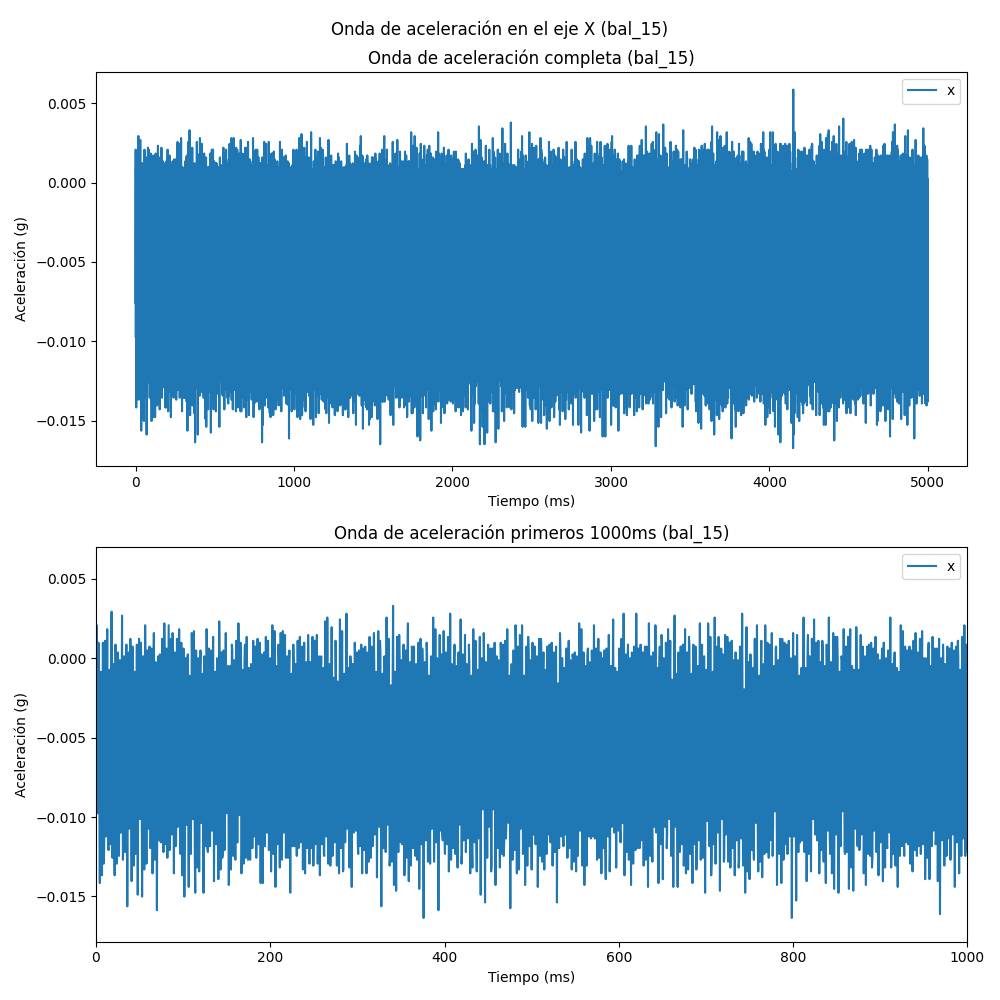 Onda de aceleración en el eje X (bal_15)
Onda de aceleración completa (bal_15)
x
0.005
0.000
−0.005
−0.010
−0.015
Aceleración (g)
0 1000 2000 3000 4000 5000
Tiempo (ms)
Onda de aceleración primeros 1000ms (bal_15)
x
0.005
0.000
−0.005
−0.010
−0.015
Aceleración (g)
0 200 400 600 800 1000
Tiempo (ms)